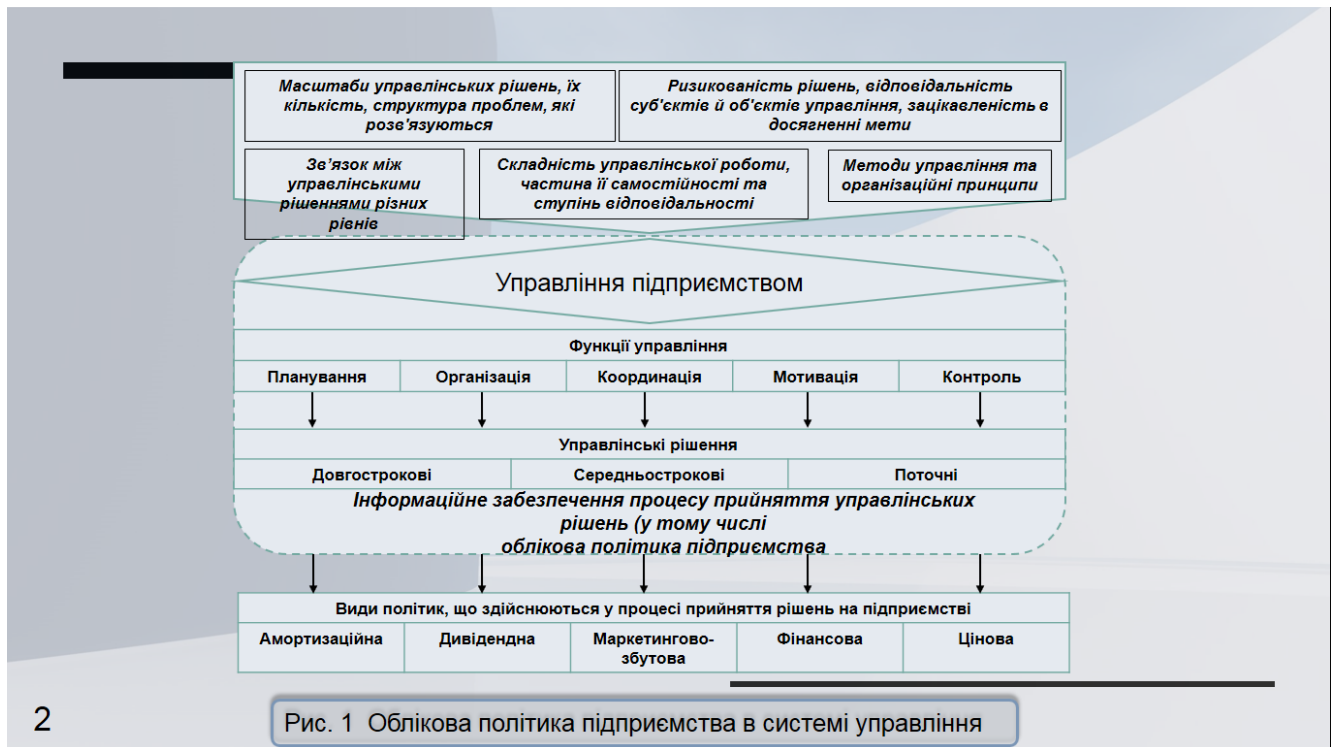 Масштаби управлінських рішень, їх
кількість, структура проблем, які
розв'язуються
Ризикованість рішень, відповідальність
суб'єктів й об'єктів управління, зацікавленість в
досягненні мети
Зв’язок між
управлінськими
рішеннями різних
рівнів
Складність управлінської роботи,
частина її самостійності та
ступінь відповідальності
Методи управління та
організаційні принципи
Управління підприємством
Функції управління
Планування
Організація
Координація
Мотивація
Контроль
Управлінські рішення
Довгострокові
Середньострокові
Поточні
Інформаційне забезпечення процесу прийняття управлінських
рішень (у тому числі
облікова політика підприємства
Види політик, що здійснюються у процесі прийняття рішень на підприємстві
Амортизаційна
Дивідендна
Маркетингово-
збутова
Фінансова
Цінова
2
Рис. 1 Облікова політика підприємства в системі управління